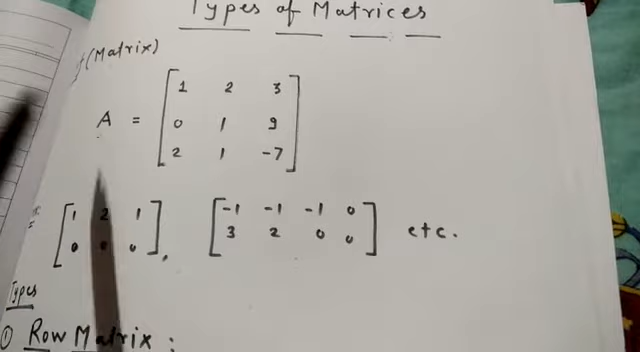 Types of Matrices
(Matrix)
A = [1 2 3
0 1 9
2 1 -7]
[1 2 1
0 0], [-1 -1 -1 0
3 2 0 0] etc.
Types
① Row Matrix :